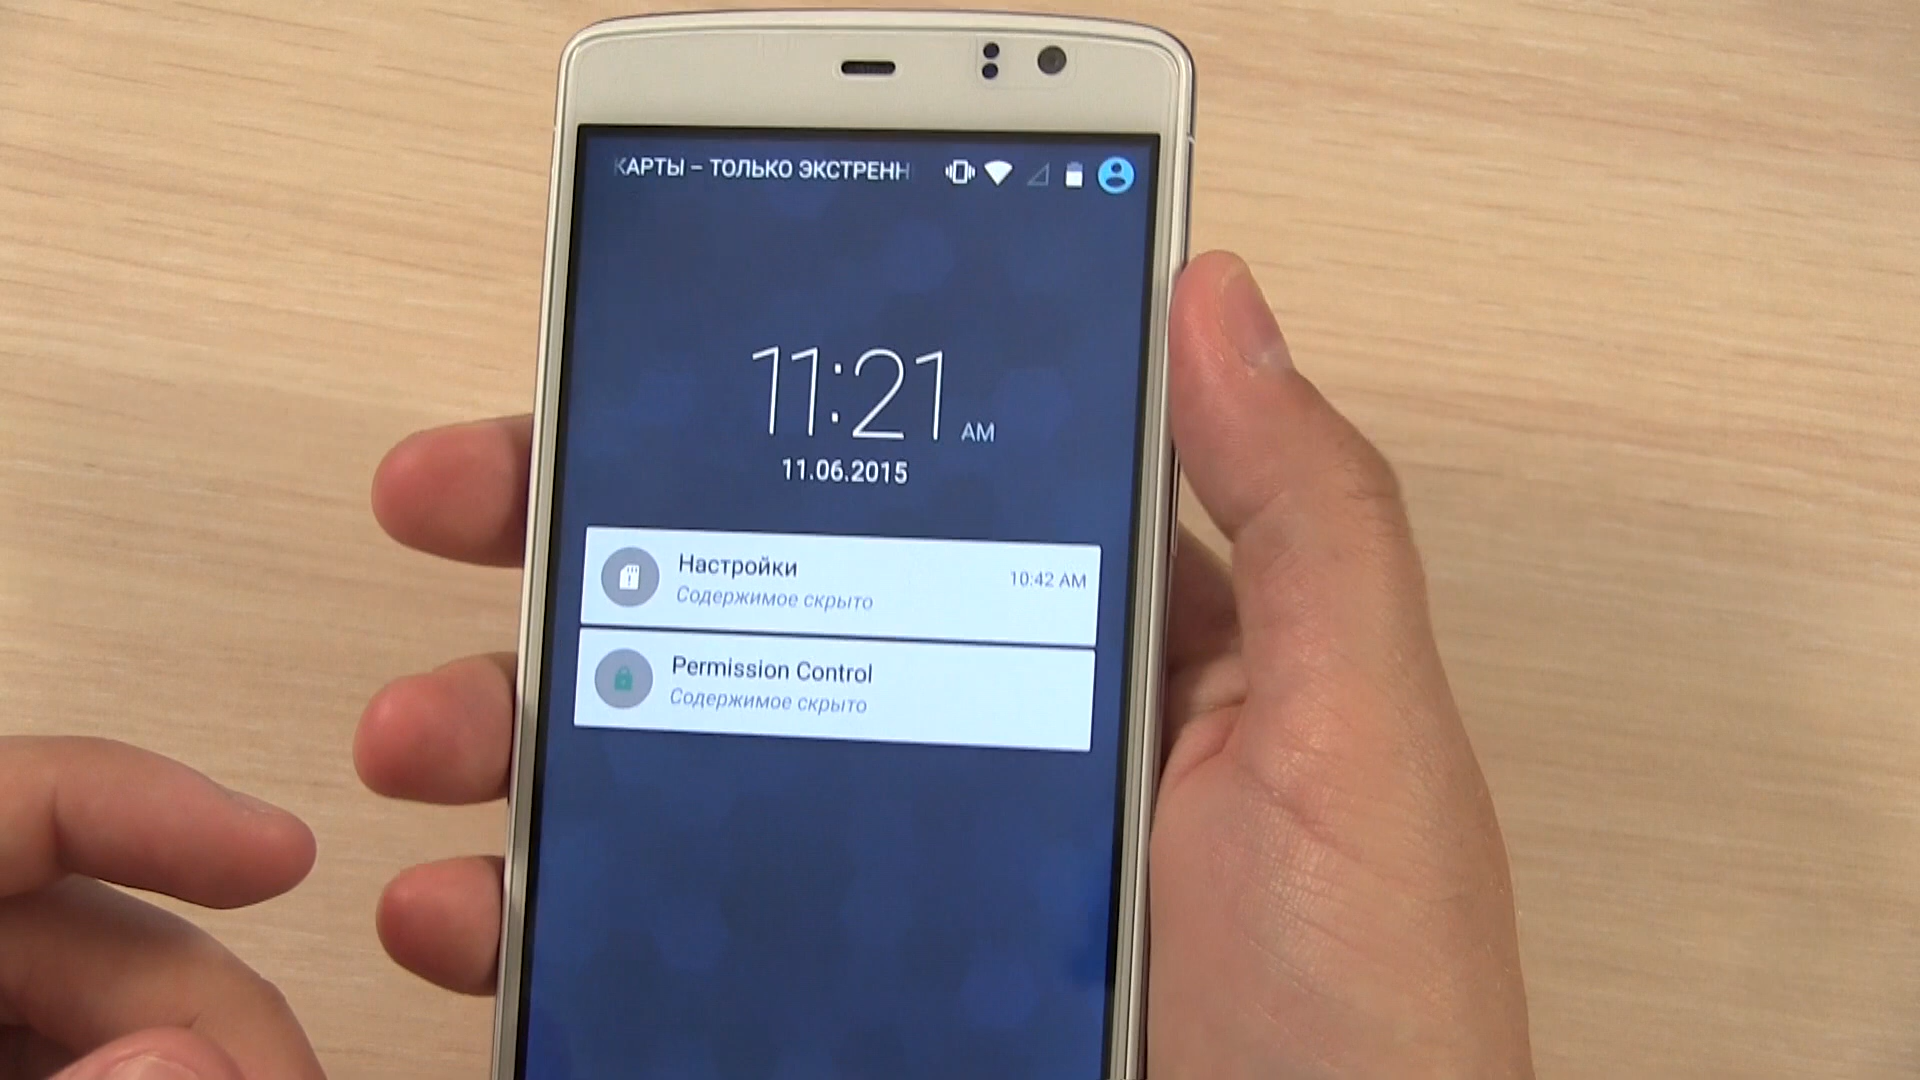 КАРТЫ – ТОЛЬКО ЭКСТРЕНН
11:21 AM
11.06.2015
Настройки 10:42 AM
Содержимое скрыто
Permission Control
Содержимое скрыто